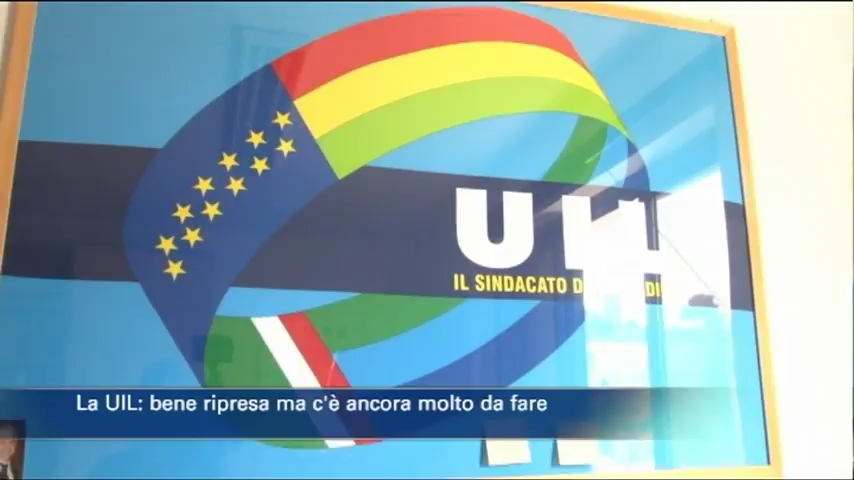 UIL
IL SINDACATO
La UIL: bene ripresa ma c'è ancora molto da fare